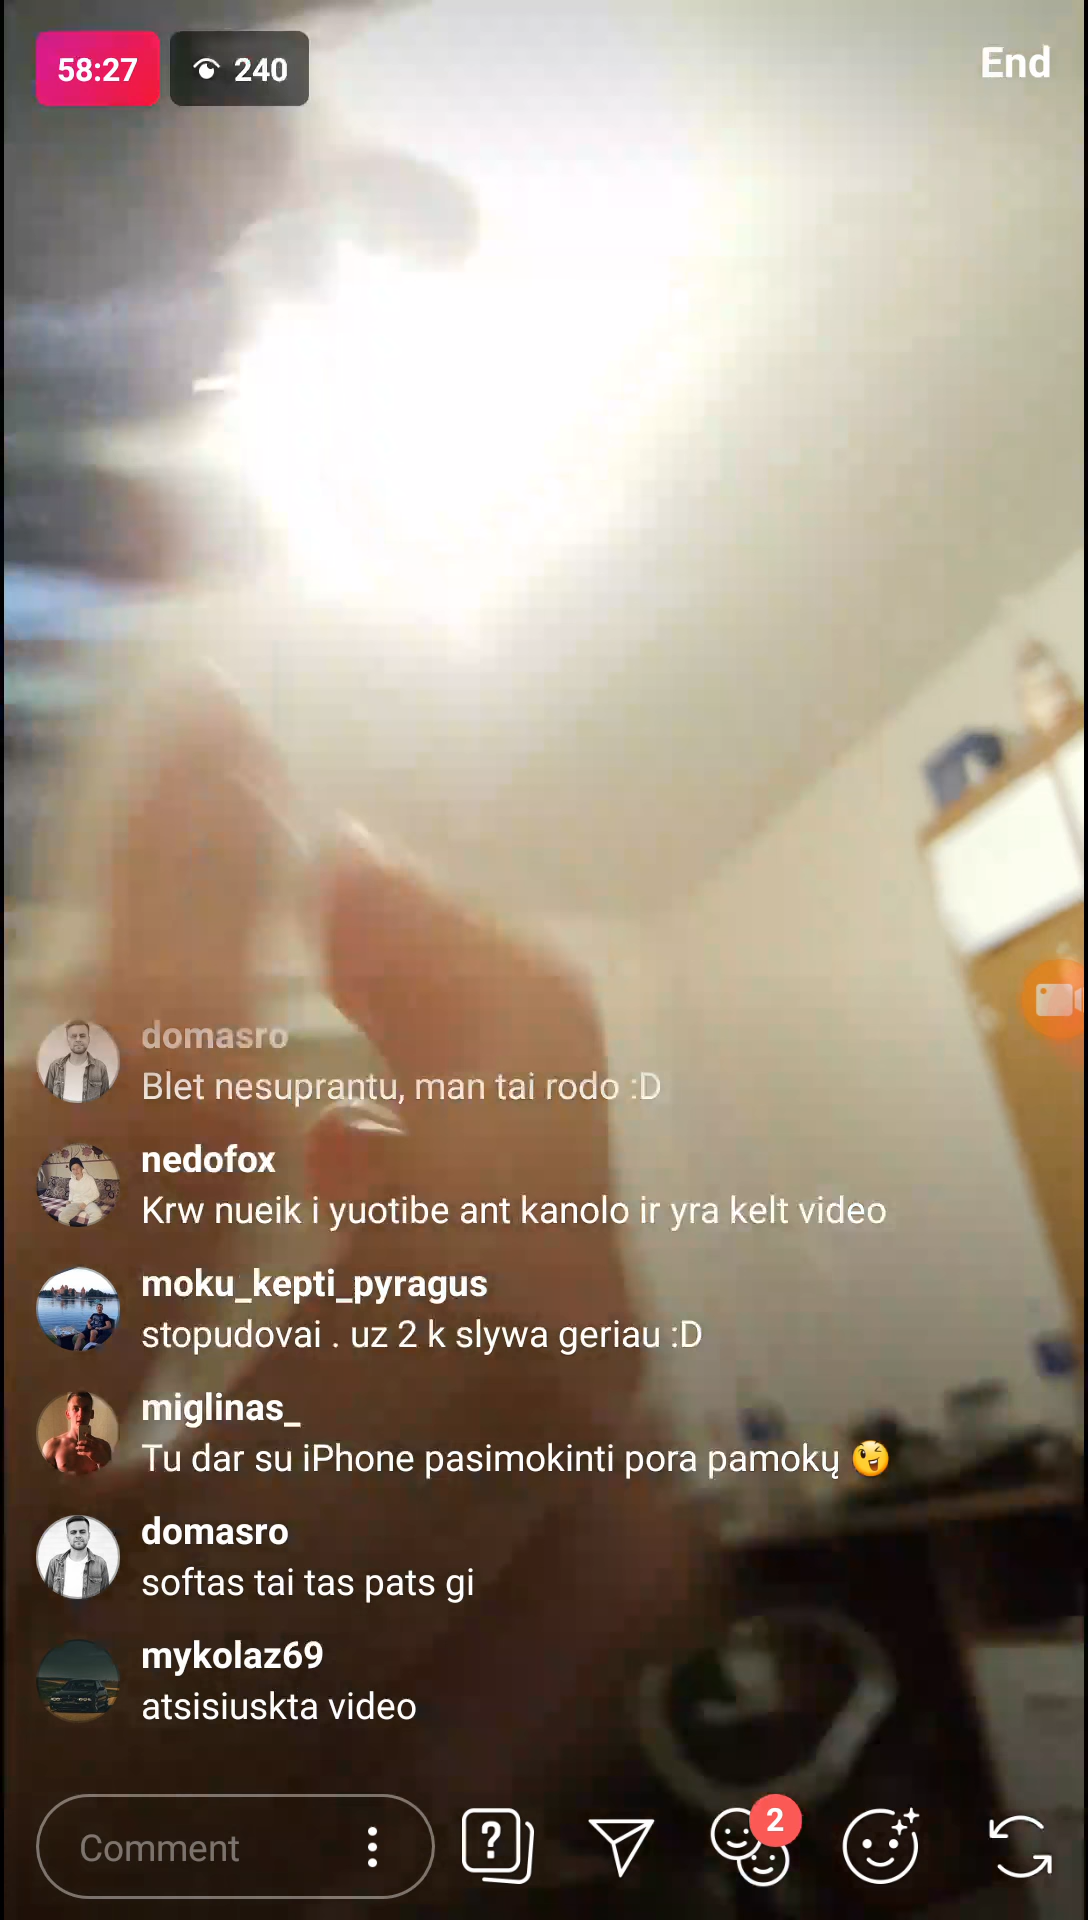 58:27
240
End
domasro
Blet nesuprantu, man tai rodo :D
nedofox
Krw nueik i yuotibe ant kanolo ir yra kelt video
moku_kepti_pyragus
stopudovai . uz 2 k slywa geriau :D
miglinas_
Tu dar su iPhone pasimokinti pora pamokų 😜
domasro
softas tai tas pats gi
mykolaz69
atsisiuskta video
Comment
?
2